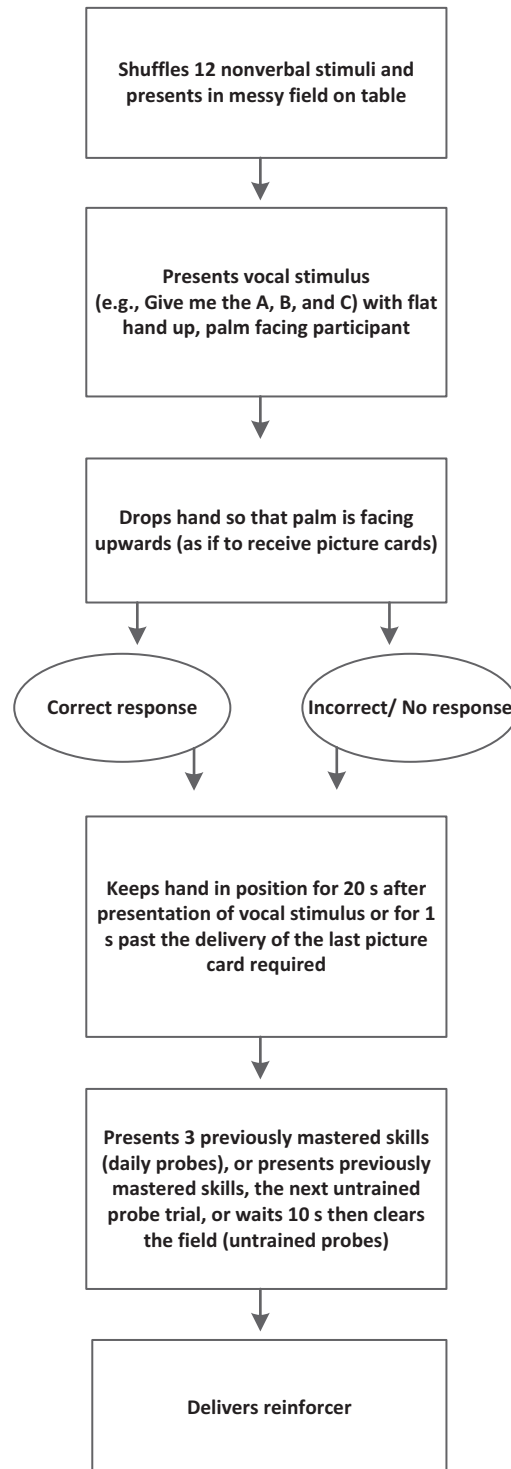 Shuffles 12 nonverbal stimuli and
presents in messy field on table
Presents vocal stimulus
(e.g., Give me the A, B, and C) with flat
hand up, palm facing participant
Drops hand so that palm is facing
upwards (as if to receive picture cards)
Correct response
Incorrect/ No response
Keeps hand in position for 20 s after
presentation of vocal stimulus or for 1
s past the delivery of the last picture
card required
Presents 3 previously mastered skills
(daily probes), or presents previously
mastered skills, the next untrained
probe trial, or waits 10 s then clears
the field (untrained probes)
Delivers reinforcer